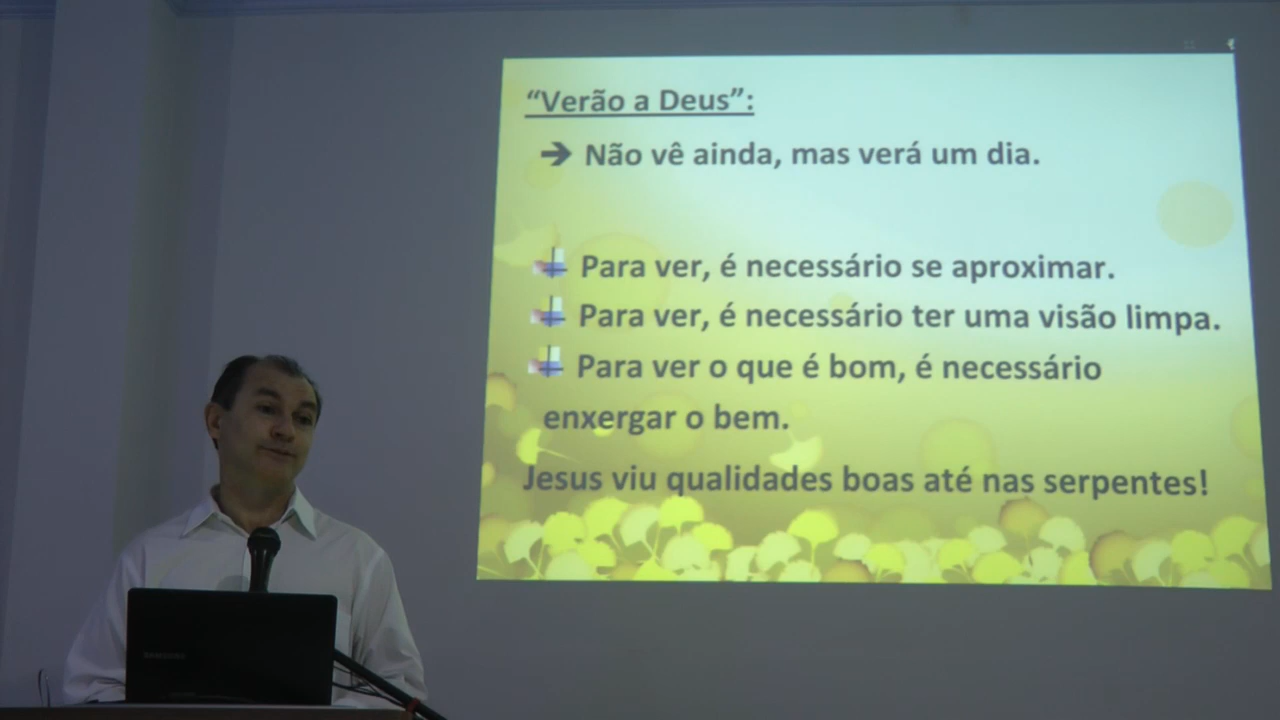 “Verão a Deus”:
➔ Não vê ainda, mas verá um dia.
Para ver, é necessário se aproximar.
Para ver, é necessário ter uma visão limpa.
Para ver o que é bom, é necessário
enxergar o bem.
Jesus viu qualidades boas até nas serpentes!
SAMSUNG